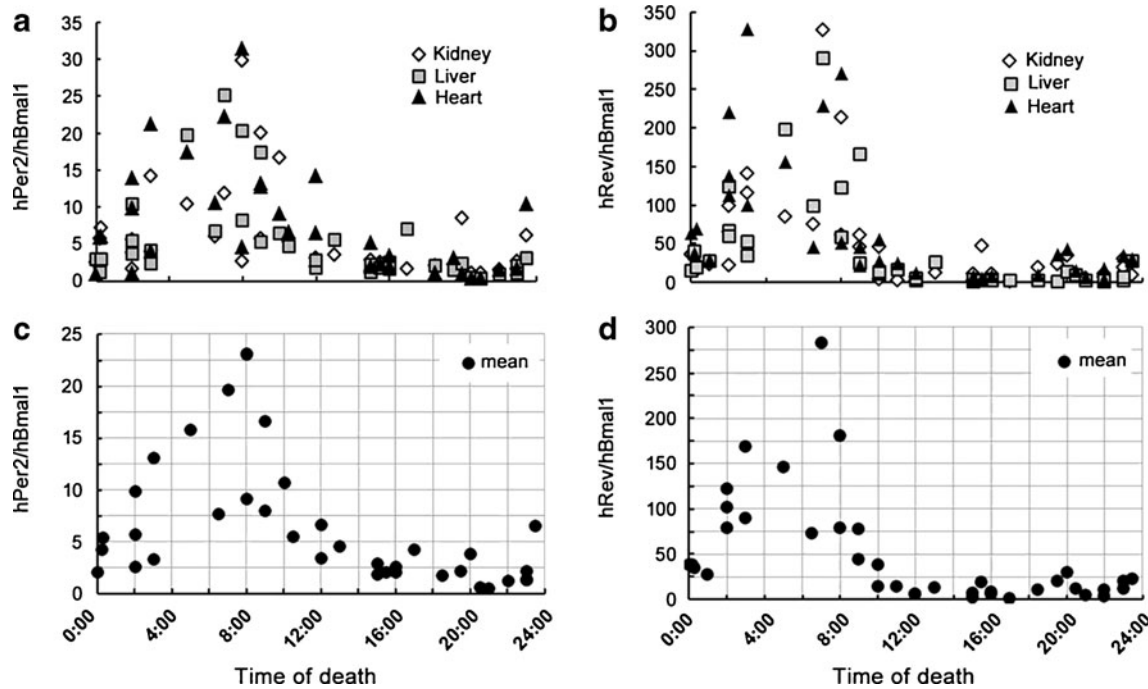 a
hPer2/hBmal1
35
30
25
20
15
10
5
0
Kidney
Liver
Heart
b
hRev/hBmal1
350
300
250
200
150
100
50
0
Kidney
Liver
Heart
c
hPer2/hBmal1
25
20
15
10
5
0
mean
0:00
4:00
8:00
12:00
16:00
20:00
24:00
Time of death
d
hRev/hBmal1
300
250
200
150
100
50
0
mean
0:00
4:00
8:00
12:00
16:00
20:00
24:00
Time of death